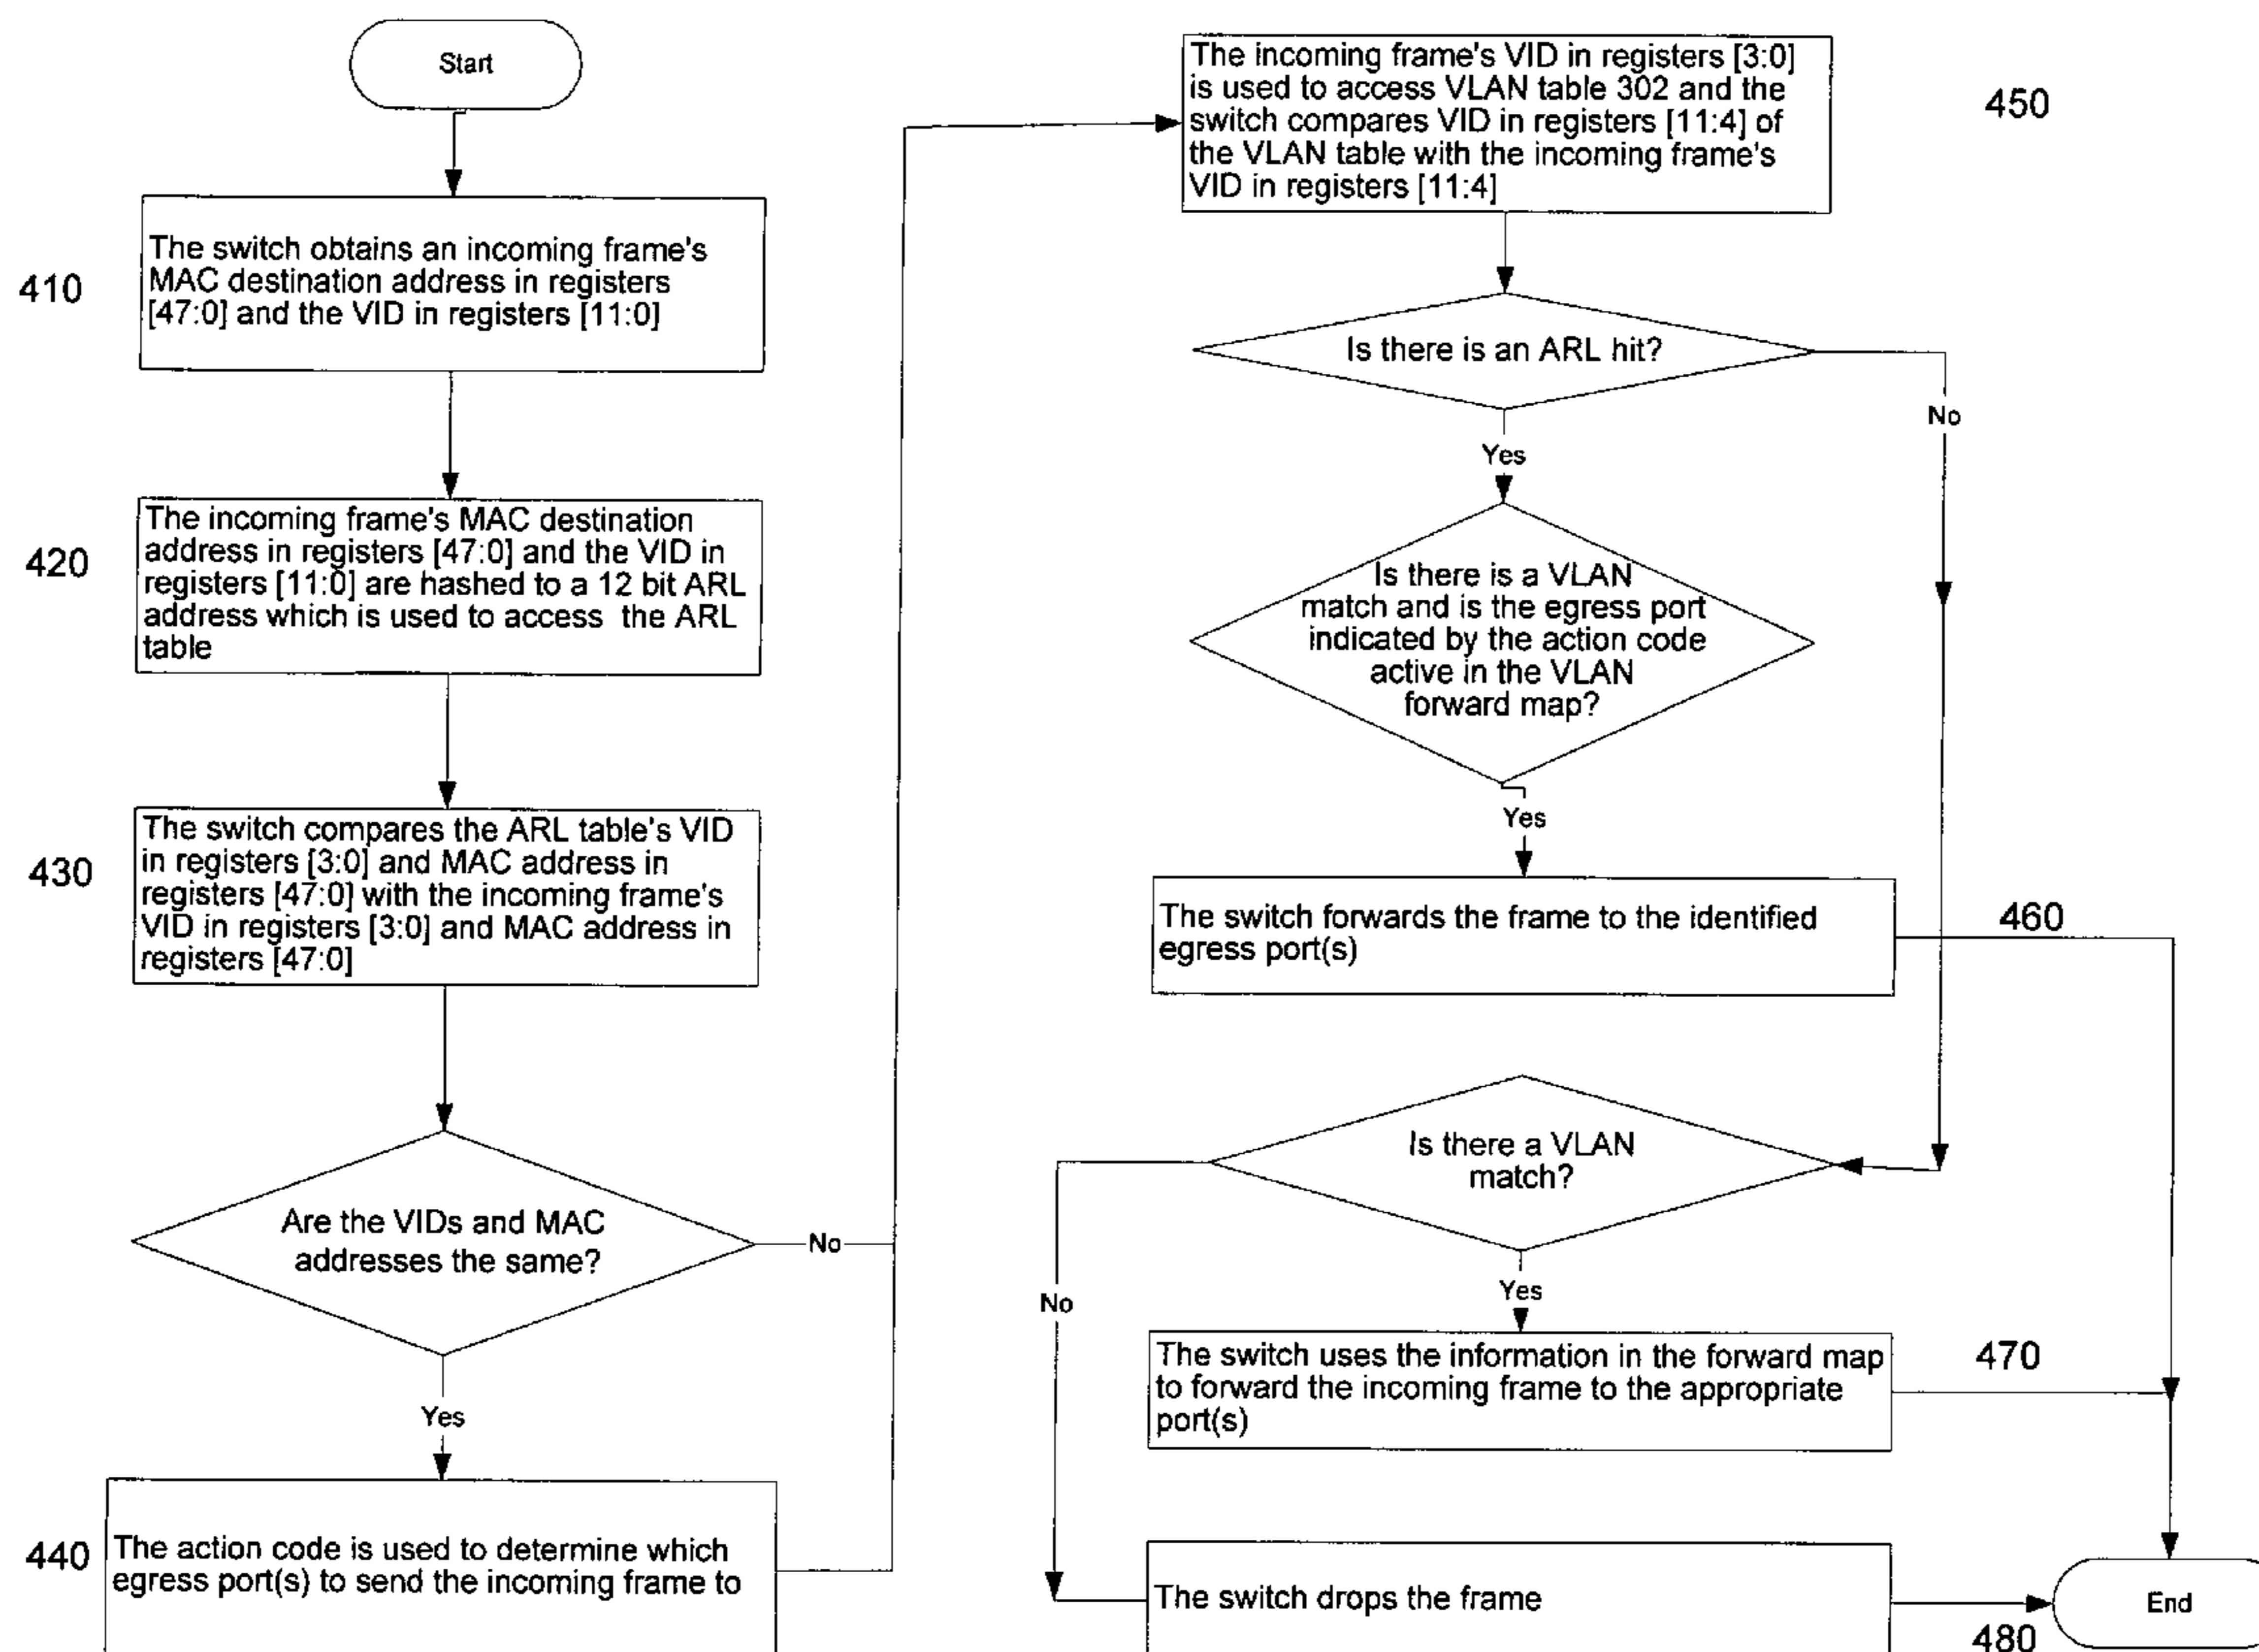 Start
410
The switch obtains an incoming frame's
MAC destination address in registers
[47:0] and the VID in registers [11:0]
420
The incoming frame's MAC destination
address in registers [47:0] and the VID in
registers [11:0] are hashed to a 12 bit ARL
address which is used to access the ARL
table
430
The switch compares the ARL table's VID
in registers [3:0] and MAC address in
registers [47:0] with the incoming frame's
VID in registers [3:0] and MAC address in
registers [47:0]
Are the VIDs and MAC
addresses the same?
No
Yes
440
The action code is used to determine which
egress port(s) to send the incoming frame to
The incoming frame's VID in registers [3:0]
is used to access VLAN table 302 and the
switch compares VID in registers [11:4] of
the VLAN table with the incoming frame's
VID in registers [11:4]
450
Is there is an ARL hit?
No
Yes
Is there is a VLAN
match and is the egress port
indicated by the action code
active in the VLAN
forward map?
Yes
The switch forwards the frame to the identified
egress port(s)
460
Is there a VLAN
match?
No
Yes
The switch uses the information in the forward map
to forward the incoming frame to the appropriate
port(s)
470
The switch drops the frame
End
480